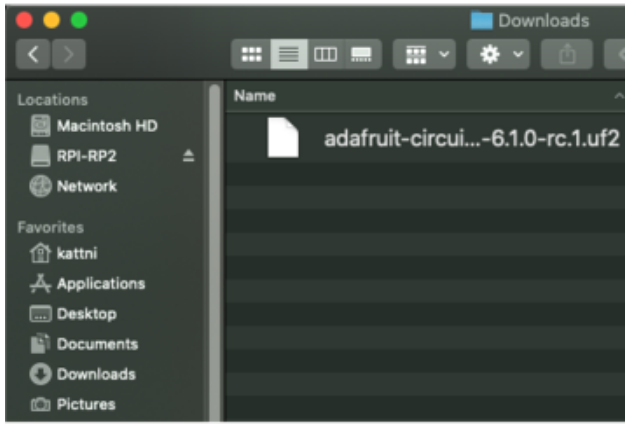 Downloads
Locations
Macintosh HD
RPI-RP2
Network
Favorites
kattni
Applications
Desktop
Documents
Downloads
Pictures
Name
adafruit-circui...-6.1.0-rc.1.uf2